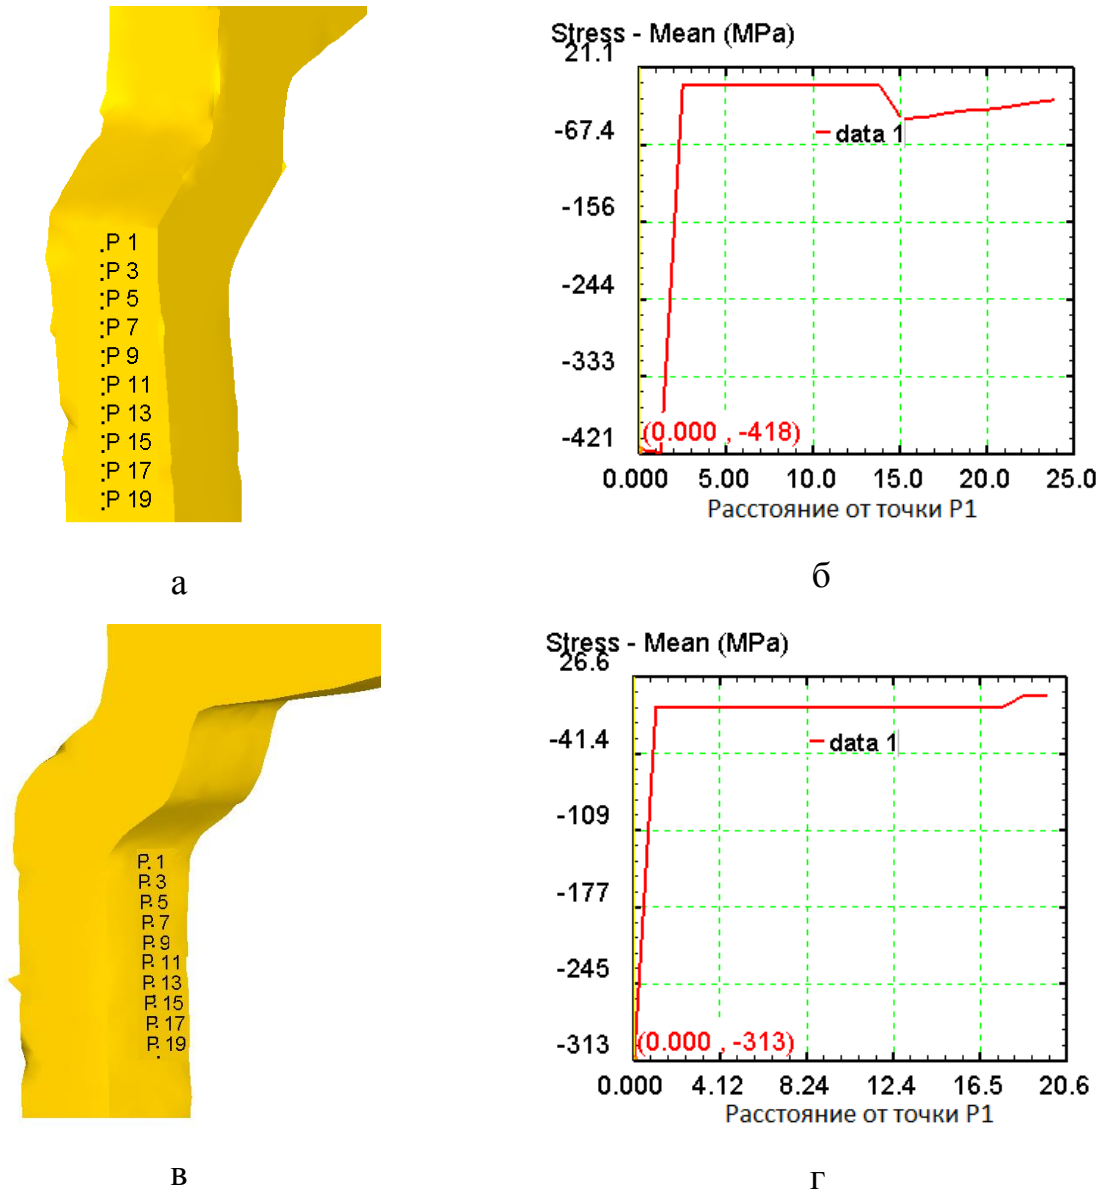 P 1
P 3
P 5
P 7
P 9
P 11
P 13
P 15
P 17
P 19
а
Stress - Mean (MPa)
21.1
-67.4
-156
-244
-333
-421
data 1
(0.000 , -418)
0.000 5.00 10.0 15.0 20.0 25.0
Расстояние от точки P1
б
P 1
P 3
P 5
P 7
P 9
P 11
P 13
P 15
P 17
P 19
в
Stress - Mean (MPa)
26.6
-41.4
-109
-177
-245
-313
data 1
(0.000 , -313)
0.000 4.12 8.24 12.4 16.5 20.6
Расстояние от точки P1
г